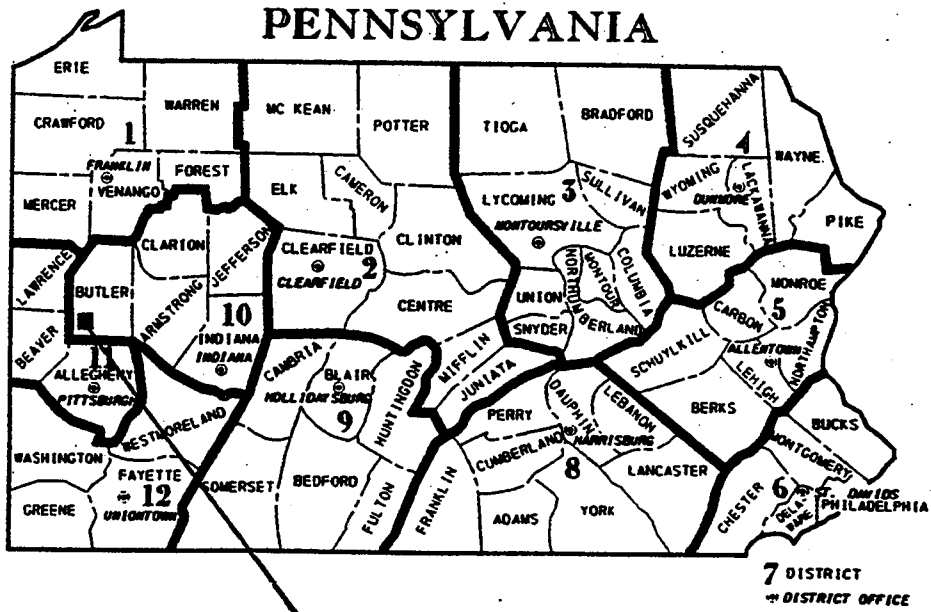 PENNSYLVANIA
ERIE
CRAWFORD
WARREN
MC KEAN
POTTER
TIOGA
BRADFORD
SUSQUEHANNA
WAYNE
1
FRANKLIN
VENANGO
FOREST
MERCER
ELK
CAMERON
LYCOMING
3
SULLIVAN
MONTOURSVILLE
4
WYOMING
DUNMORE
LACKAWANNA
PIKE
LUZERNE
CLARION
JEFFERSON
CLEARFIELD
2
CLEARFIELD
CLINTON
CENTRE
UNION
NORTHUMBERLAND
MONTOUR
COLUMBIA
SNYDER
MONROE
CARBON
5
ALLENTOWN
NORTHAMPTON
LEHIGH
SCHUYLKILL
BERKS
LAWRENCE
BUTLER
ARMSTRONG
10
INDIANA
INDIANA
BEAVER
11
ALLEGHENY
PITTSBURGH
CAMBRIA
BLAIR
HOLLIDAYSBURG
9
HUNTINGDON
MIFFLIN
JUNIATA
PERRY
DAUPHIN
LEBANON
HARRISBURG
CUMBERLAND
8
LANCASTER
BUCKS
MONTGOMERY
WASHINGTON
WESTMORELAND
FAYETTE
12
UNIONTOWN
GREENE
SOMERSET
BEDFORD
FULTON
FRANKLIN
ADAMS
YORK
CHESTER
6
DELAWARE
ST. DAVIDS
PHILADELPHIA
7 DISTRICT
DISTRICT OFFICE